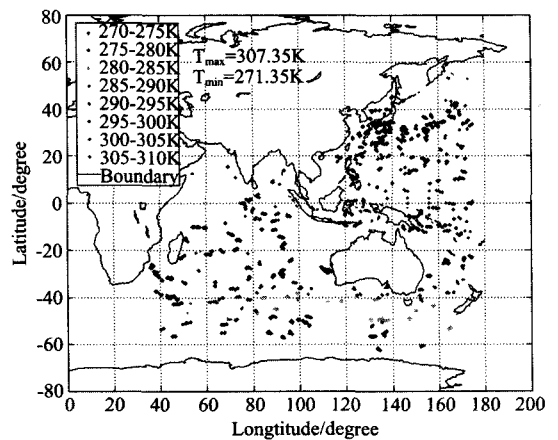 80
60
40
20
0
-20
-40
-60
-80
Latitude/degree
270-275K
275-280K
280-285K
285-290K
290-295K
295-300K
300-305K
305-310K
Boundary
Tmax=307.35K
Tmin=271.35K
0 20 40 60 80 100 120 140 160 180 200
Longtitude/degree